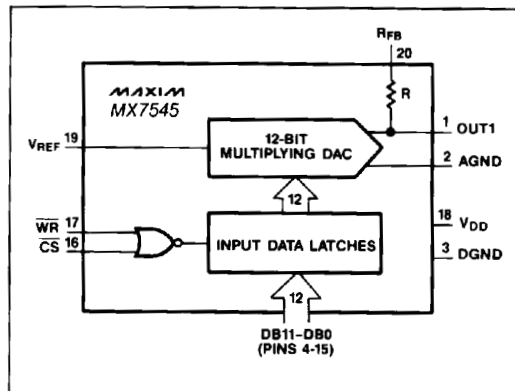 RFB
20
MAXIM
MX7545
R
VREF 19
12-BIT
MULTIPLYING DAC
1 OUT1
2 AGND
12
WR 17
CS 16
INPUT DATA LATCHES
18 VDD
3 DGND
12
DB11-DB0
(PINS 4-15)